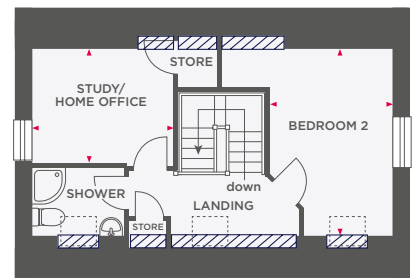 STORE
STUDY/
HOME OFFICE
BEDROOM 2
SHOWER
down
LANDING
STORE